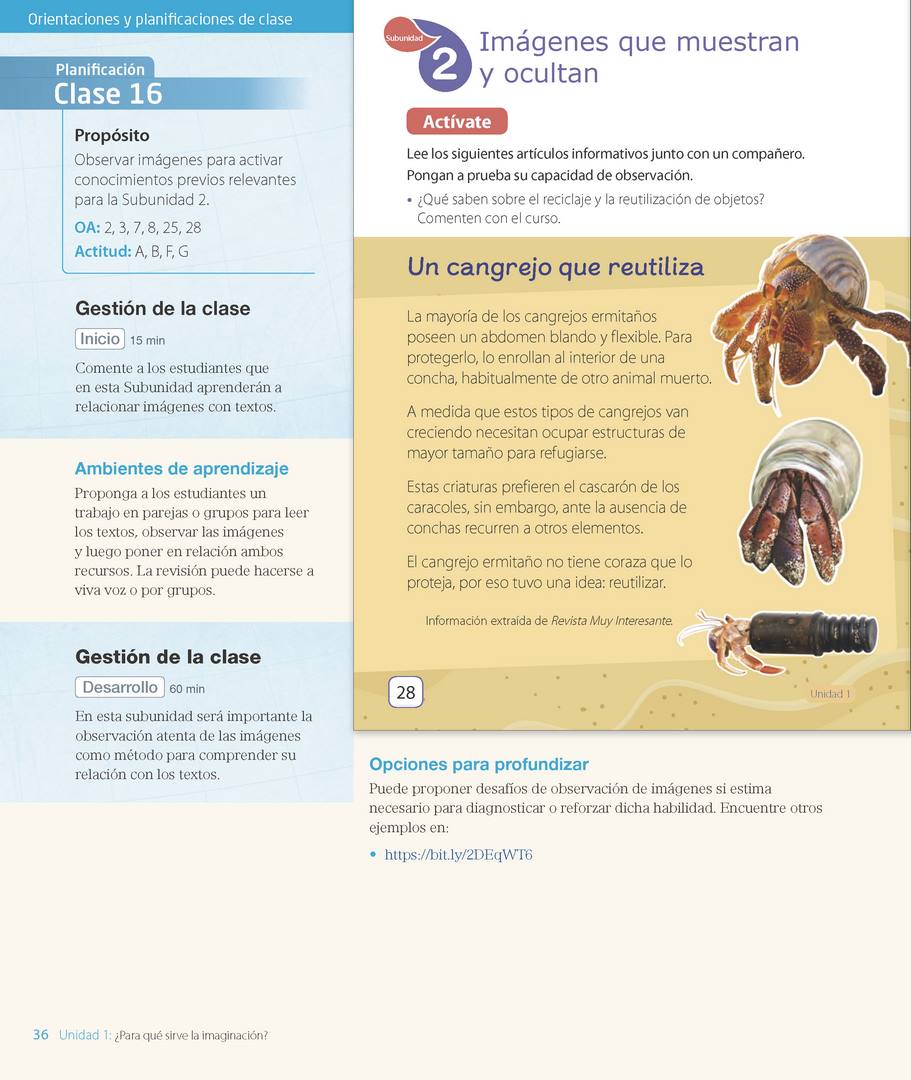 Orientaciones y planificaciones de clase
Planificación
Clase 16
Propósito
Observar imágenes para activar
conocimientos previos relevantes
para la Subunidad 2.
OA: 2, 3, 7, 8, 25, 28
Actitud: A, B, F, G
Gestión de la clase
Inicio 15 min
Comente a los estudiantes que
en esta Subunidad aprenderán a
relacionar imágenes con textos.
Ambientes de aprendizaje
Proponga a los estudiantes un
trabajo en parejas o grupos para leer
los textos, observar las imágenes
y luego poner en relación ambos
recursos. La revisión puede hacerse a
viva voz o por grupos.
Gestión de la clase
Desarrollo 60 min
En esta subunidad será importante la
observación atenta de las imágenes
como método para comprender su
relación con los textos.
Subunidad
2
Imágenes que muestran
y ocultan
Actívate
Lee los siguientes artículos informativos junto con un compañero.
Pongan a prueba su capacidad de observación.
• ¿Qué saben sobre el reciclaje y la reutilización de objetos?
Comenten con el curso.
Un cangrejo que reutiliza
La mayoría de los cangrejos ermitaños
poseen un abdomen blando y flexible. Para
protegerlo, lo enrollan al interior de una
concha, habitualmente de otro animal muerto.
A medida que estos tipos de cangrejos van
creciendo necesitan ocupar estructuras de
mayor tamaño para refugiarse.
Estas criaturas prefieren el cascarón de los
caracoles, sin embargo, ante la ausencia de
conchas recurren a otros elementos.
El cangrejo ermitaño no tiene coraza que lo
proteja, por eso tuvo una idea: reutilizar.
Información extraída de Revista Muy Interesante.
28
Unidad 1
Opciones para profundizar
Puede proponer desafíos de observación de imágenes si estima
necesario para diagnosticar o reforzar dicha habilidad. Encuentre otros
ejemplos en:
• https://bit.ly/2DEqWT6
36 Unidad 1: ¿Para qué sirve la imaginación?